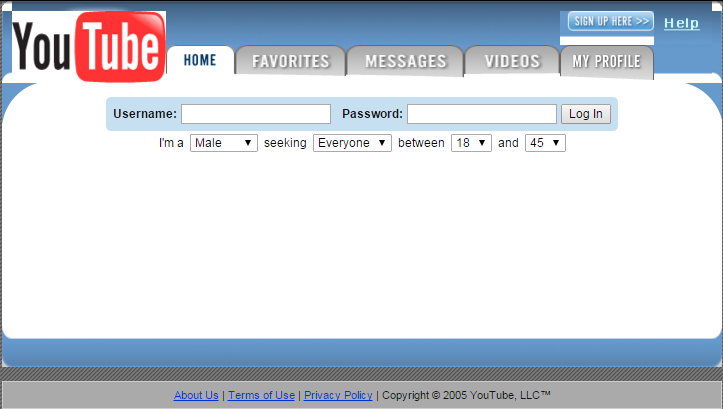 YouTube
SIGN UP HERE >> Help
HOME FAVORITES MESSAGES VIDEOS MY PROFILE
Username: Password: Log In
I'm a Male seeking Everyone between 18 and 45
About Us | Terms of Use | Privacy Policy | Copyright © 2005 YouTube, LLC™